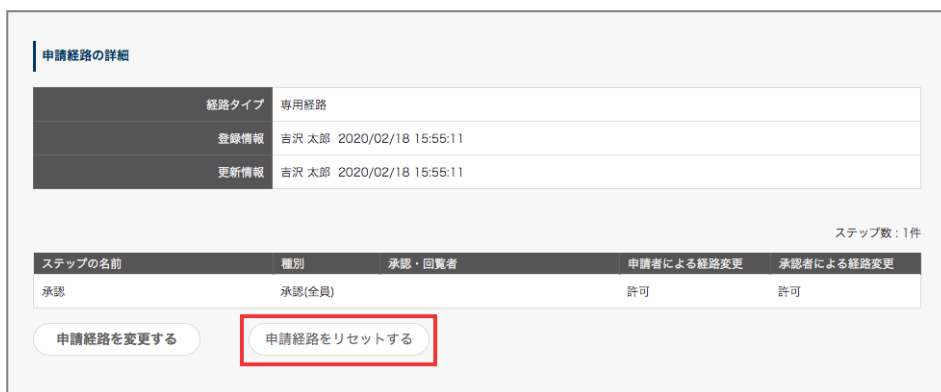 申請経路の詳細
経路タイプ 専用経路
登録情報 吉沢 太郎 2020/02/18 15:55:11
更新情報 吉沢 太郎 2020/02/18 15:55:11
ステップ数 : 1件
ステップの名前 種別 承認・回覧者 申請者による経路変更 承認者による経路変更
承認 承認(全員) 許可 許可
申請経路を変更する 申請経路をリセットする